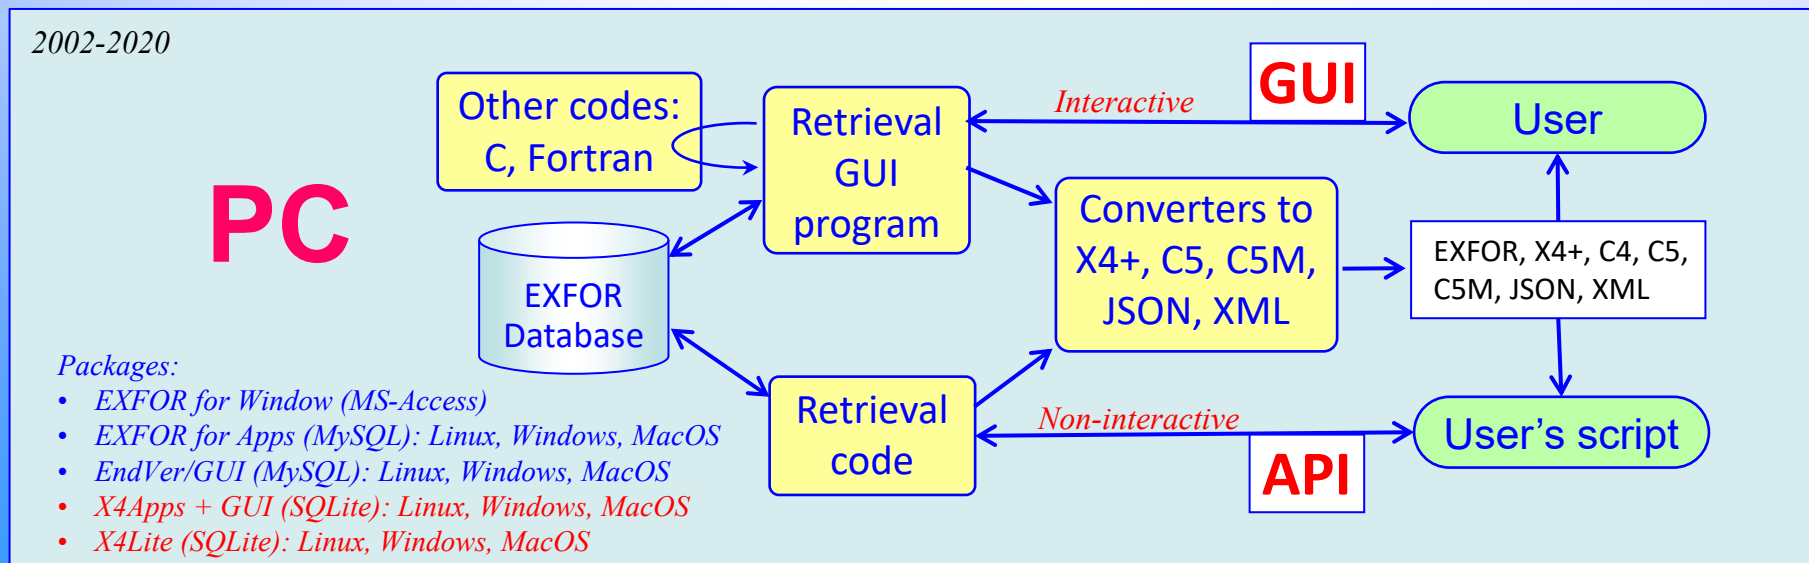 2002-2020
PC
Other codes:
C, Fortran
Retrieval
GUI
program
Interactive
GUI
User
EXFOR
Database
Converters to
X4+, C5, C5M,
JSON, XML
EXFOR, X4+, C4, C5,
C5M, JSON, XML
Retrieval
code
Non-interactive
API
User’s script
Packages:
• EXFOR for Window (MS-Access)
• EXFOR for Apps (MySQL): Linux, Windows, MacOS
• EndVer/GUI (MySQL): Linux, Windows, MacOS
• X4Apps + GUI (SQLite): Linux, Windows, MacOS
• X4Lite (SQLite): Linux, Windows, MacOS